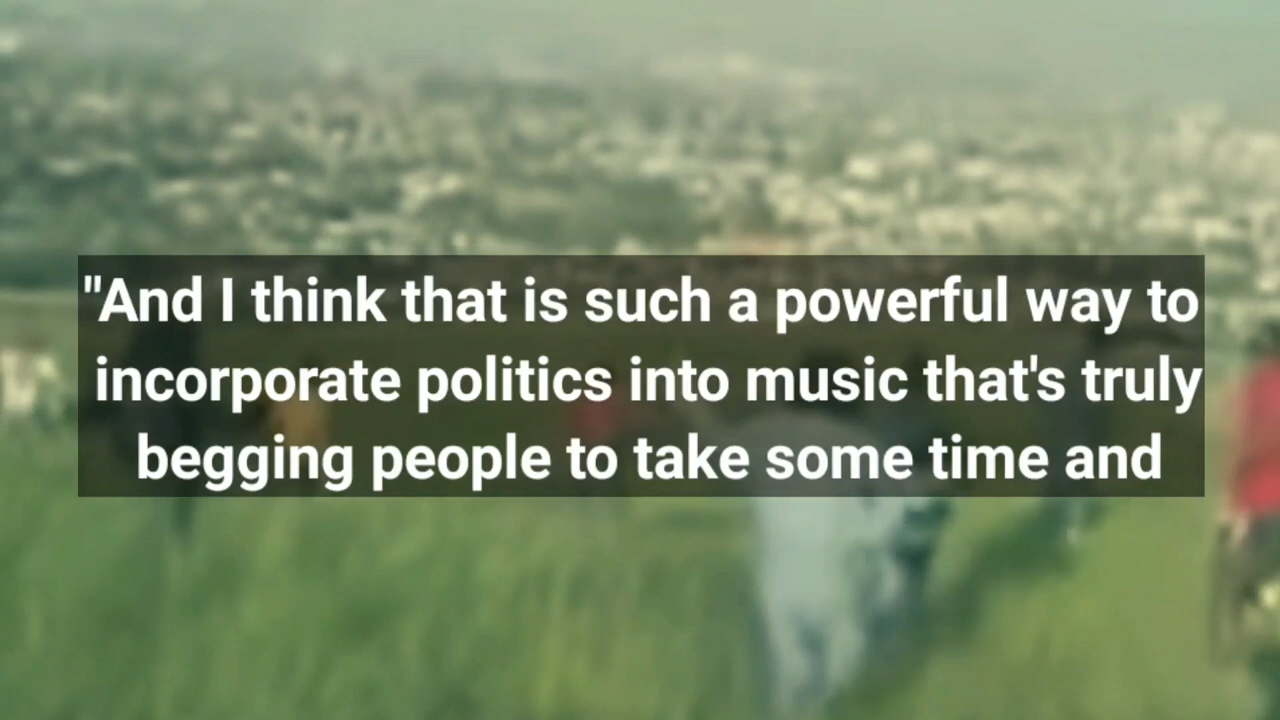 "And I think that is such a powerful way to
incorporate politics into music that's truly
begging people to take some time and